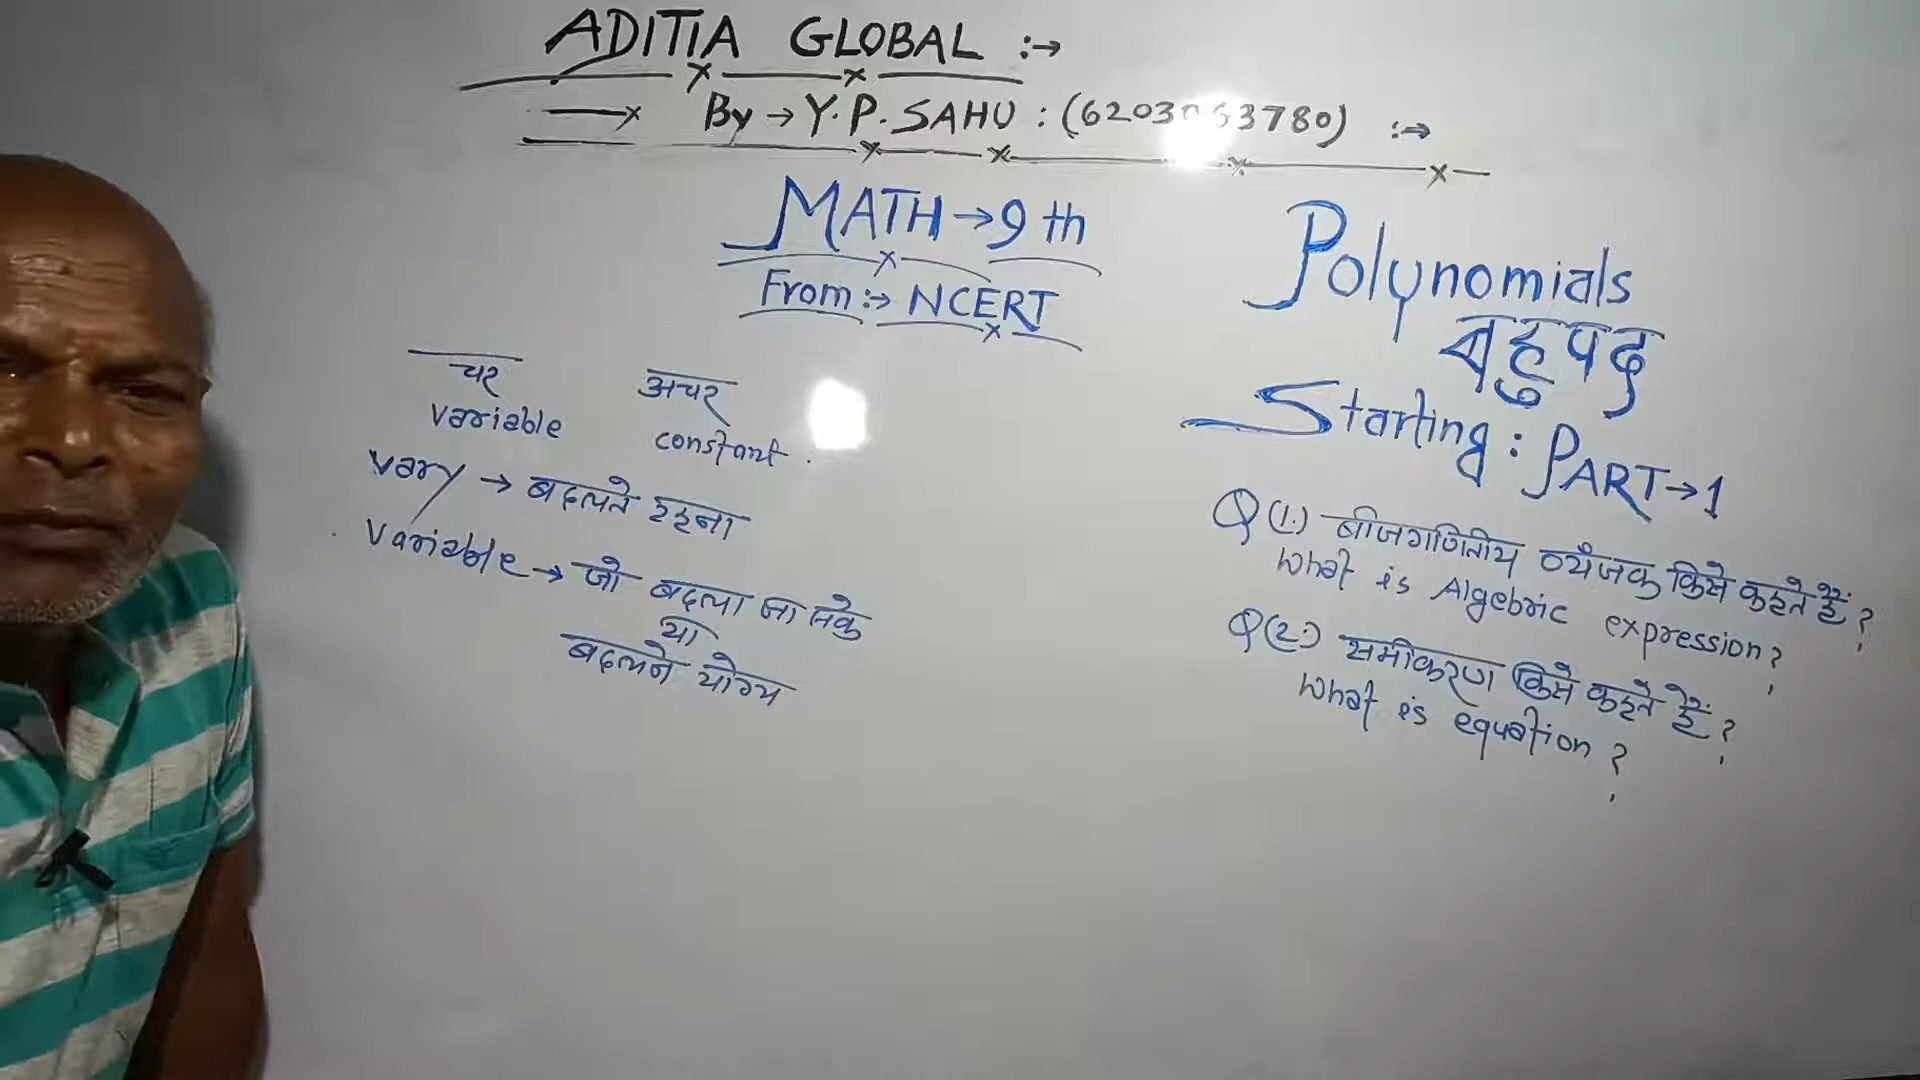 ADITIA GLOBAL :→
By → Y.P. SAHU : (6203 3780) :→
MATH → 9 th
From :→ NCERT
चर अचर
variable constant
vary → बदलते रहना
variable → जो बदला जा सके
या
बदलने योग्य
Polynomials
बहुपद
Starting : PART → 1
Q (1.) बीजगणितीय व्यंजक किसे कहते हैं ?
What is Algebric expression ?
Q (2.) समीकरण किसे कहते हैं ?
What is equation ?